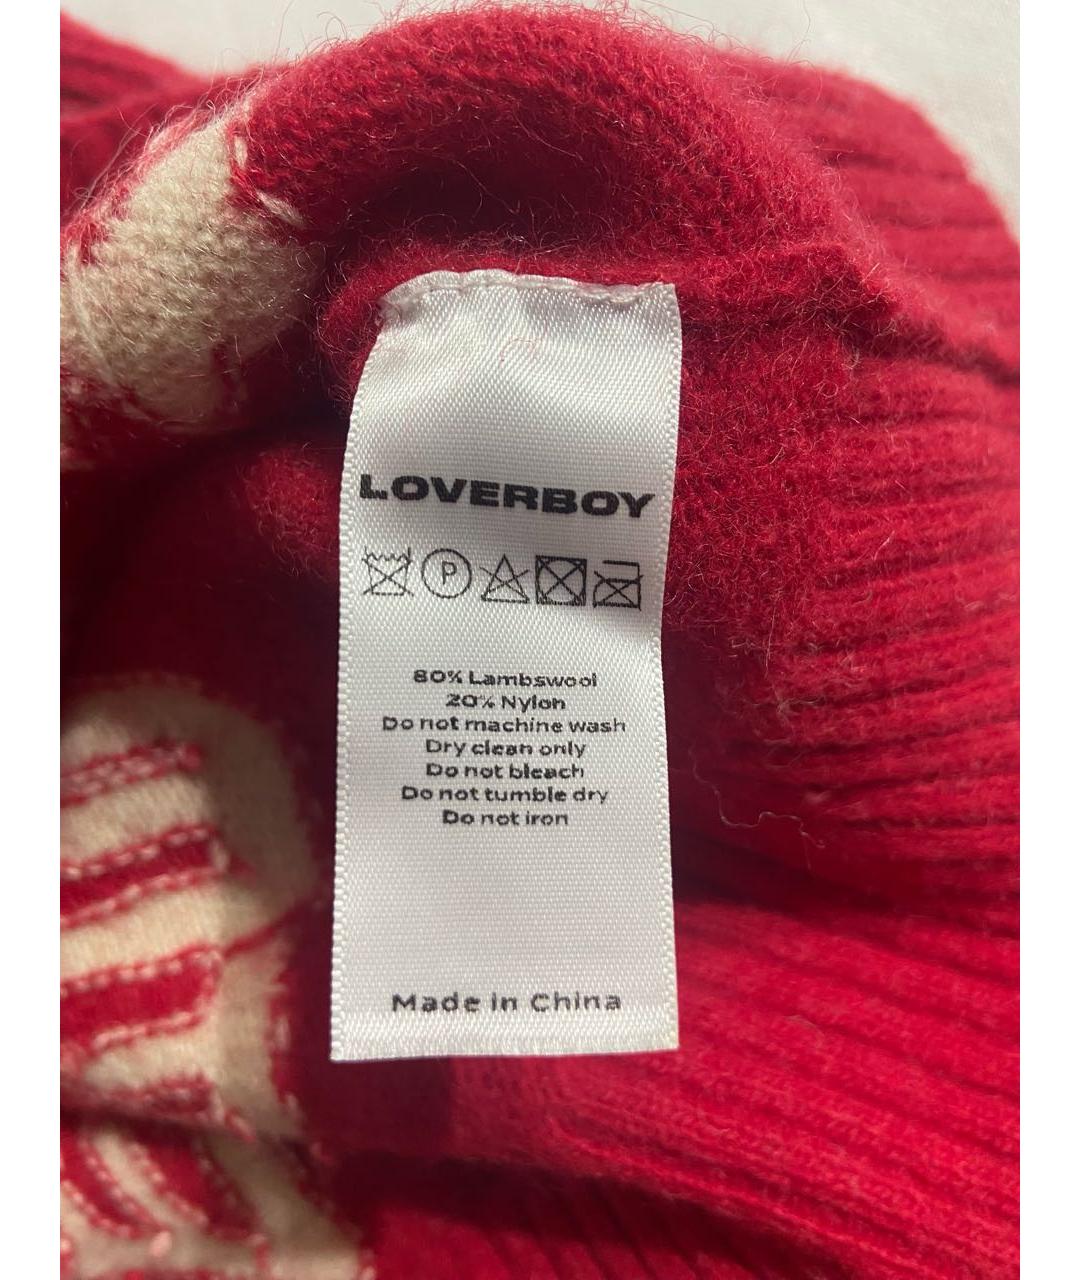 LOVERBOY
P
80% Lambswool
20% Nylon
Do not machine wash
Dry clean only
Do not bleach
Do not tumble dry
Do not iron
Made in China